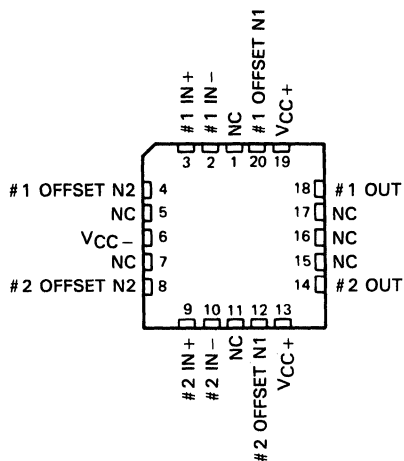 #1 IN+
#1 IN−
NC
#1 OFFSET N1
VCC+
3 2 1 20 19
#1 OFFSET N2 4
NC 5
VCC− 6
NC 7
#2 OFFSET N2 8
18 #1 OUT
17 NC
16 NC
15 NC
14 #2 OUT
9 10 11 12 13
#2 IN+
#2 IN−
NC
#2 OFFSET N1
VCC+